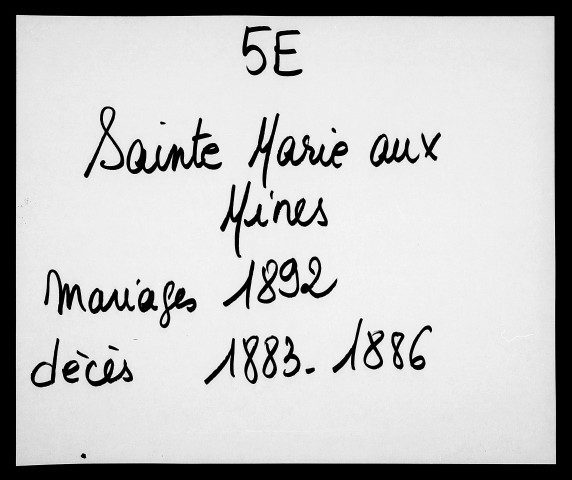 5E
Sainte Marie aux
Mines
mariages 1892
décès 1883-1886